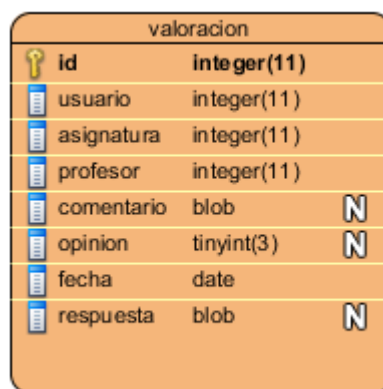 valoracion
id integer(11)
usuario integer(11)
asignatura integer(11)
profesor integer(11)
comentario blob N
opinion tinyint(3) N
fecha date
respuesta blob N